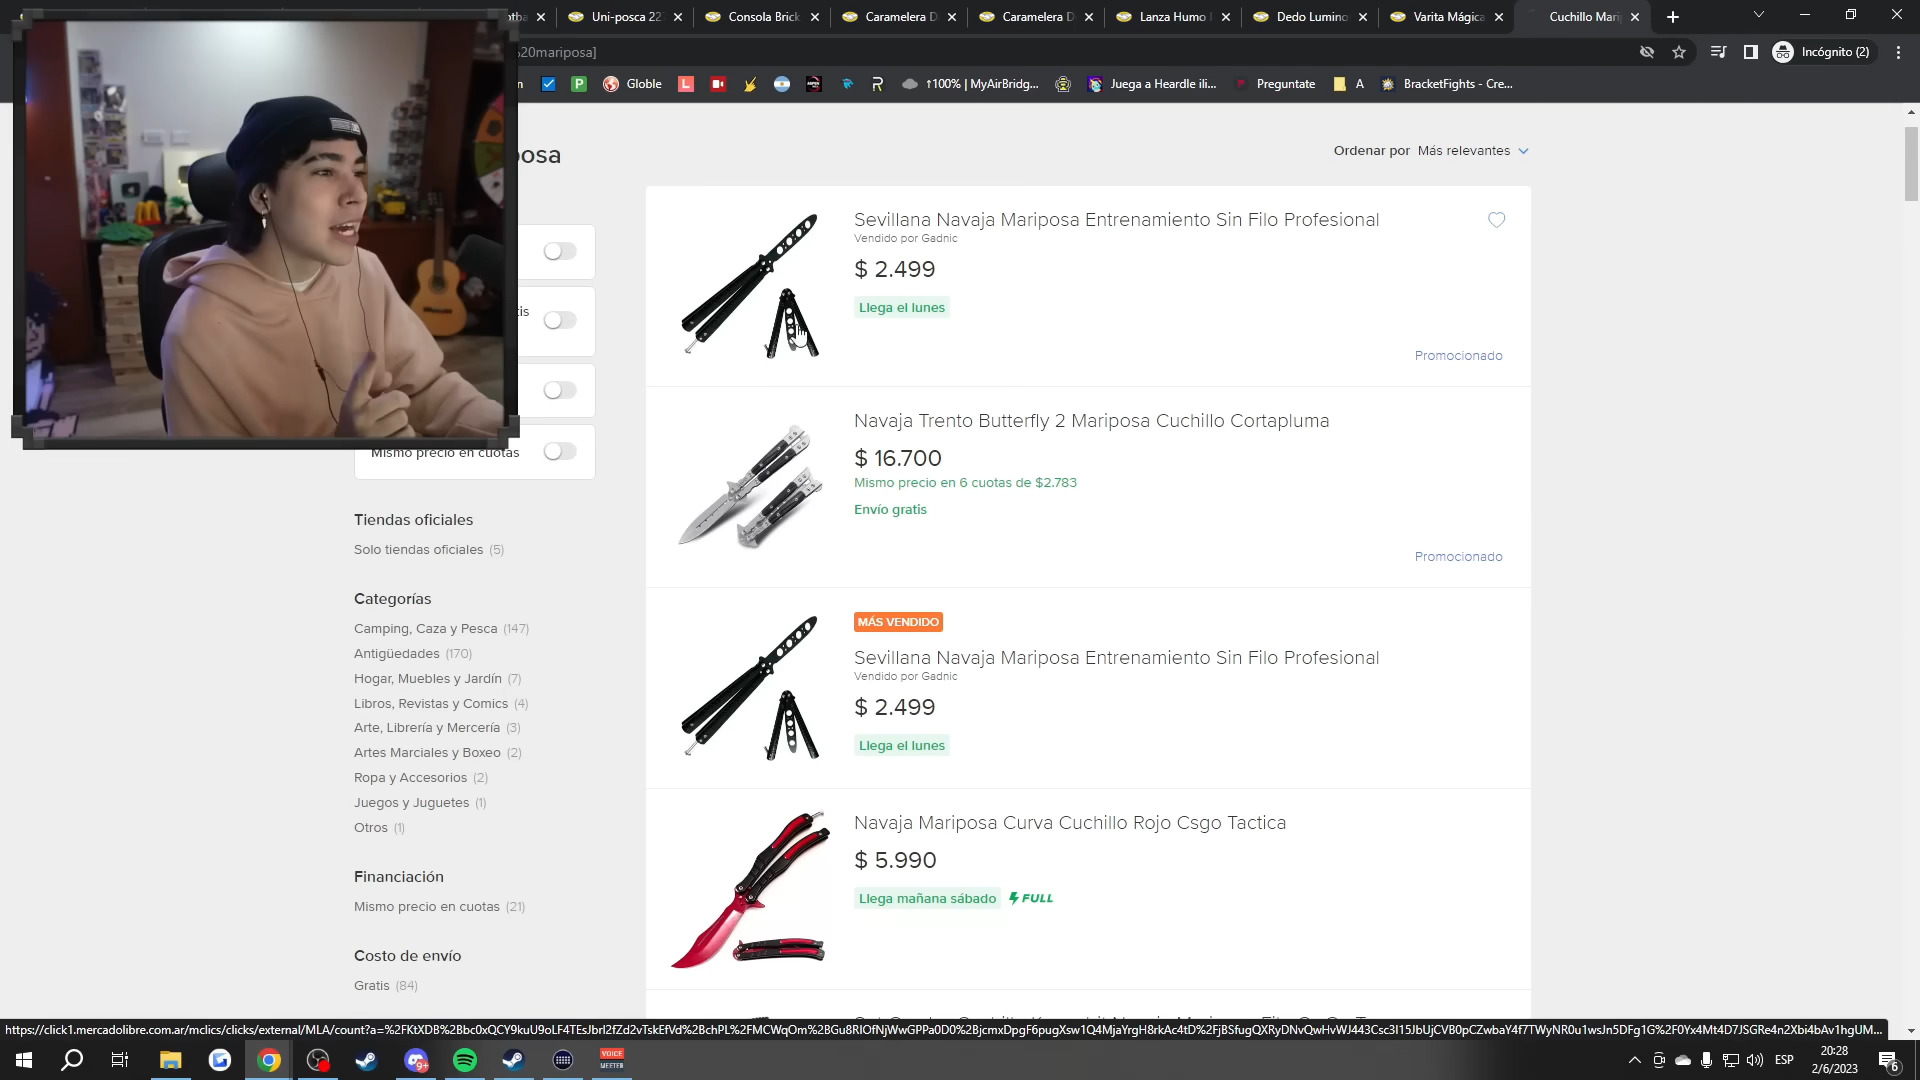 Uni-posca 22
Consola Brick
Caramelera D
Caramelera D
Lanza Humo
Dedo Lumino
Varita Mágica
Cuchillo Mari
20mariposa]
Incógnito (2)
Globle
↑100% | MyAirBridg...
Juega a Heardle ili...
Preguntate
A
BracketFights - Cre...
osa
Ordenar por Más relevantes
Sevillana Navaja Mariposa Entrenamiento Sin Filo Profesional
Vendido por Gadnic
$ 2.499
Llega el lunes
Promocionado
Navaja Trento Butterfly 2 Mariposa Cuchillo Cortapluma
$ 16.700
Mismo precio en 6 cuotas de $2.783
Envío gratis
Promocionado
MÁS VENDIDO
Sevillana Navaja Mariposa Entrenamiento Sin Filo Profesional
Vendido por Gadnic
$ 2.499
Llega el lunes
Navaja Mariposa Curva Cuchillo Rojo Csgo Tactica
$ 5.990
Llega mañana sábado FULL
tis
Mismo precio en cuotas
Tiendas oficiales
Solo tiendas oficiales (5)
Categorías
Camping, Caza y Pesca (147)
Antigüedades (170)
Hogar, Muebles y Jardín (7)
Libros, Revistas y Comics (4)
Arte, Librería y Mercería (3)
Artes Marciales y Boxeo (2)
Ropa y Accesorios (2)
Juegos y Juguetes (1)
Otros (1)
Financiación
Mismo precio en cuotas (21)
Costo de envío
Gratis (84)
VOICE
MEETER
ESP
20:28
2/6/2023
6